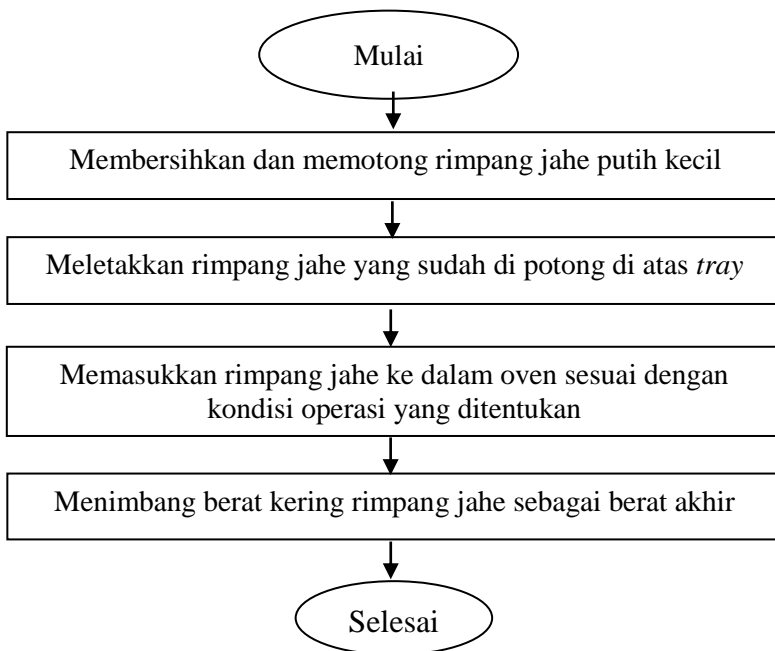 Mulai
Membersihkan dan memotong rimpang jahe putih kecil
Meletakkan rimpang jahe yang sudah di potong di atas tray
Memasukkan rimpang jahe ke dalam oven sesuai dengan
kondisi operasi yang ditentukan
Menimbang berat kering rimpang jahe sebagai berat akhir
Selesai